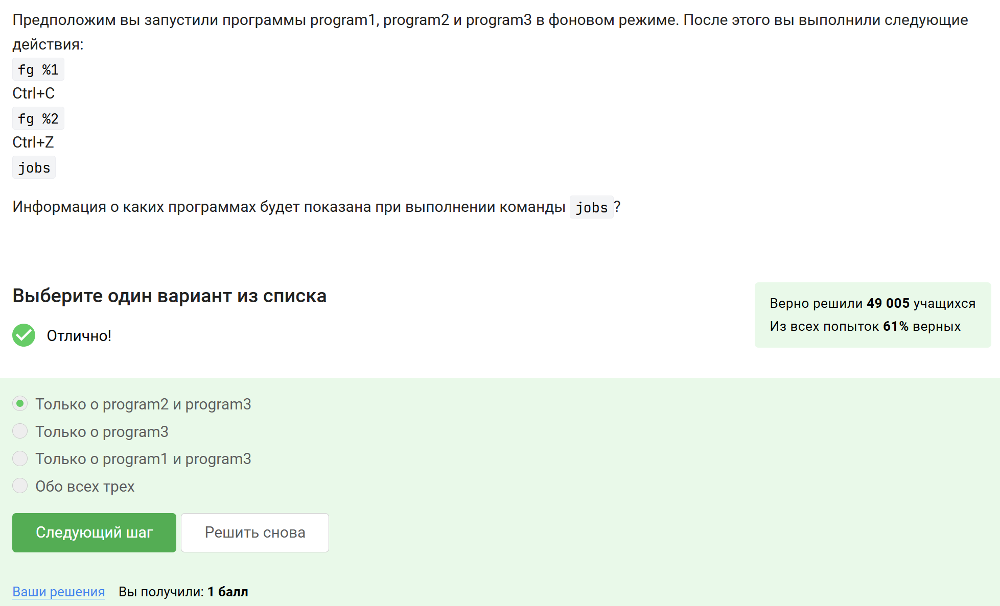 Предположим вы запустили программы program1, program2 и program3 в фоновом режиме. После этого вы выполнили следующие
действия:
fg %1
Ctrl+C
fg %2
Ctrl+Z
jobs
Информация о каких программах будет показана при выполнении команды jobs?
Выберите один вариант из списка
Отлично!
Верно решили 49 005 учащихся
Из всех попыток 61% верных
Только о program2 и program3
Только о program3
Только о program1 и program3
Обо всех трех
Следующий шаг
Решить снова
Ваши решения Вы получили: 1 балл